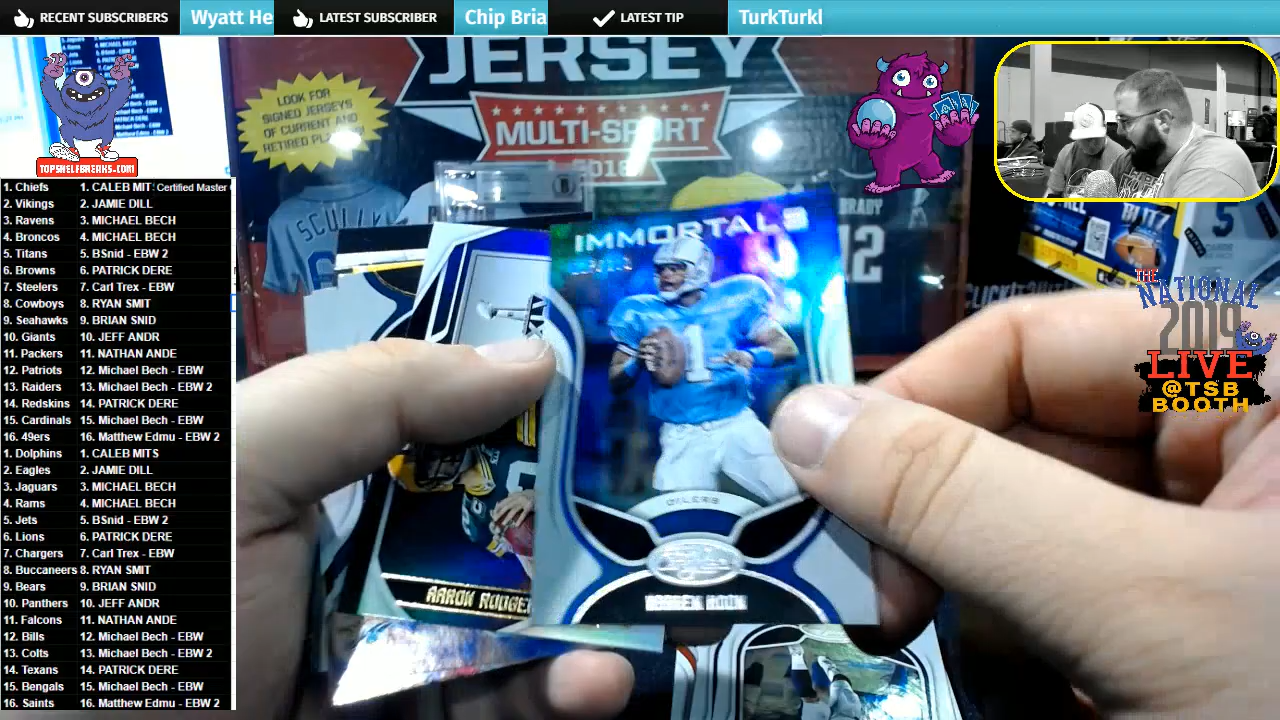 RECENT SUBSCRIBERS
Wyatt He
LATEST SUBSCRIBER
Chip Bria
LATEST TIP
TurkTurkl
TOPSHELFBREAKS.COM
1. Chiefs 1. CALEB MIT: Certified Master
2. Vikings 2. JAMIE DILL
3. Ravens 3. MICHAEL BECH
4. Broncos 4. MICHAEL BECH
5. Titans 5. BSnid - EBW 2
6. Browns 6. PATRICK DERE
7. Steelers 7. Carl Trex - EBW
8. Cowboys 8. RYAN SMIT
9. Seahawks 9. BRIAN SNID
10. Giants 10. JEFF ANDR
11. Packers 11. NATHAN ANDE
12. Patriots 12. Michael Bech - EBW
13. Raiders 13. Michael Bech - EBW 2
14. Redskins 14. PATRICK DERE
15. Cardinals 15. Michael Bech - EBW
16. 49ers 16. Matthew Edmu - EBW 2
1. Dolphins 1. CALEB MITS
2. Eagles 2. JAMIE DILL
3. Jaguars 3. MICHAEL BECH
4. Rams 4. MICHAEL BECH
5. Jets 5. BSnid - EBW 2
6. Lions 6. PATRICK DERE
7. Chargers 7. Carl Trex - EBW
8. Buccaneers 8. RYAN SMIT
9. Bears 9. BRIAN SNID
10. Panthers 10. JEFF ANDR
11. Falcons 11. NATHAN ANDE
12. Bills 12. Michael Bech - EBW
13. Colts 13. Michael Bech - EBW 2
14. Texans 14. PATRICK DERE
15. Bengals 15. Michael Bech - EBW
16. Saints 16. Matthew Edmu - EBW 2
JERSEY
MULTI-SPORT
2018
LOOK FOR
SIGNED JERSEYS
OF CURRENT AND
RETIRED
SCULLY
BRADY
12
IMMORTALS
1
OILERS
WARREN MOON
AARON RODGE
BLITZ
5
THE
NATIONAL
2019
LIVE
@TSB
BOOTH